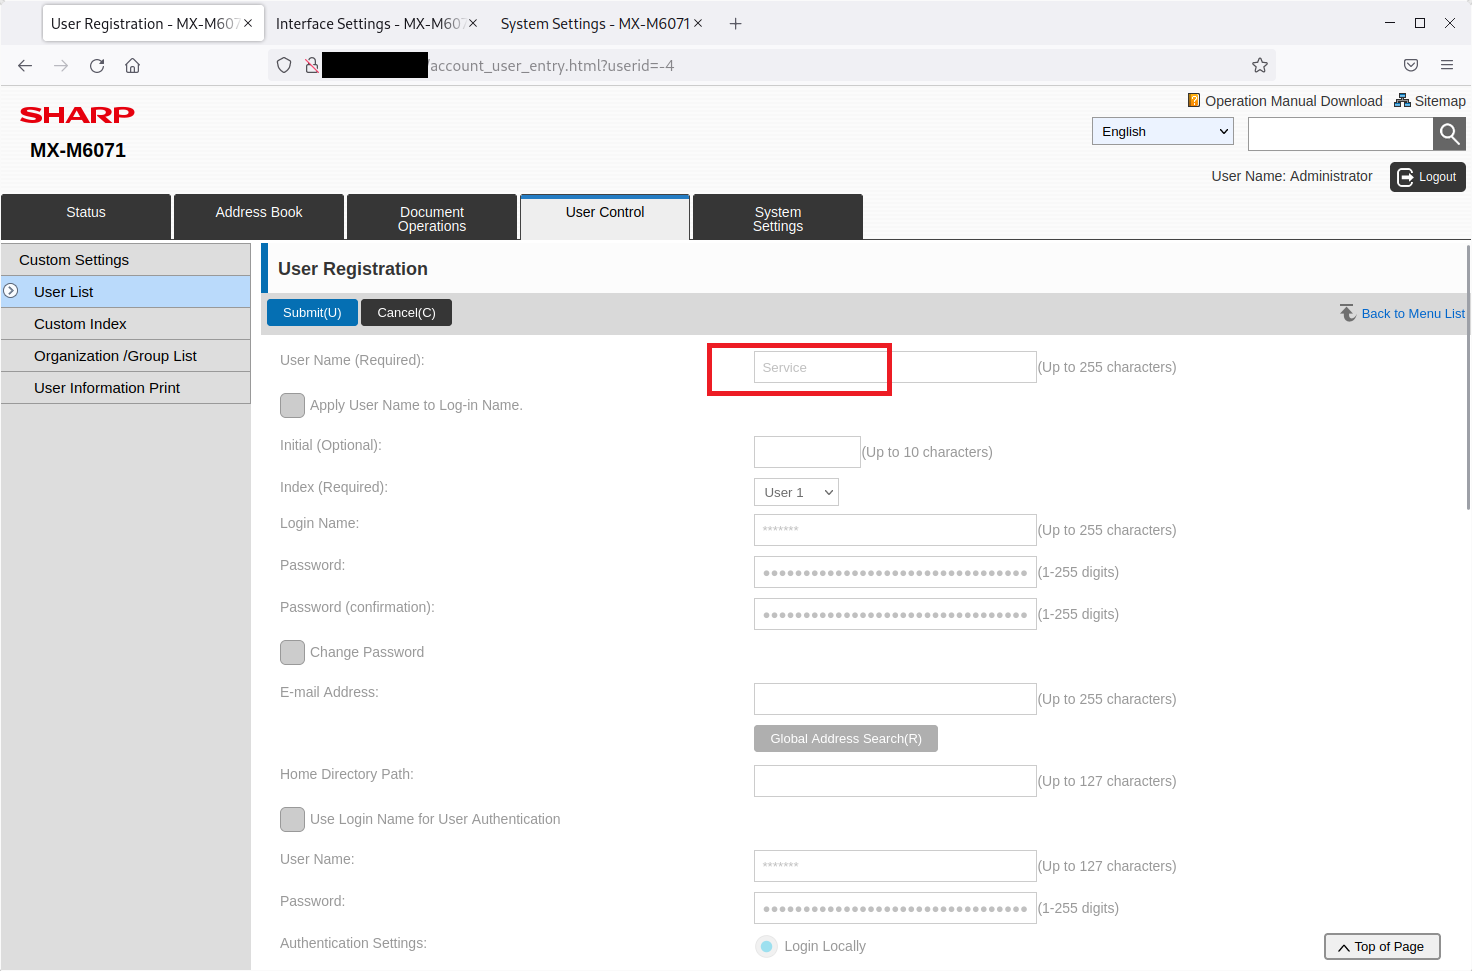 User Registration - MX-M607
Interface Settings - MX-M607
System Settings - MX-M6071
/account_user_entry.html?userid=-4
SHARP
MX-M6071
Operation Manual Download
Sitemap
English
User Name: Administrator
Logout
Status
Address Book
Document
Operations
User Control
System
Settings
Custom Settings
User List
Custom Index
Organization /Group List
User Information Print
User Registration
Submit(U)
Cancel(C)
Back to Menu List
User Name (Required):
Service
(Up to 255 characters)
Apply User Name to Log-in Name.
Initial (Optional):
(Up to 10 characters)
Index (Required):
User 1
Login Name:
*******
(Up to 255 characters)
Password:
●●●●●●●●●●●●●●●●●●●●●●●●●●●●●●●●●
(1-255 digits)
Password (confirmation):
●●●●●●●●●●●●●●●●●●●●●●●●●●●●●●●●●
(1-255 digits)
Change Password
E-mail Address:
(Up to 255 characters)
Global Address Search(R)
Home Directory Path:
(Up to 127 characters)
Use Login Name for User Authentication
User Name:
*******
(Up to 127 characters)
Password:
●●●●●●●●●●●●●●●●●●●●●●●●●●●●●●●●●
(1-255 digits)
Authentication Settings:
Login Locally
Top of Page